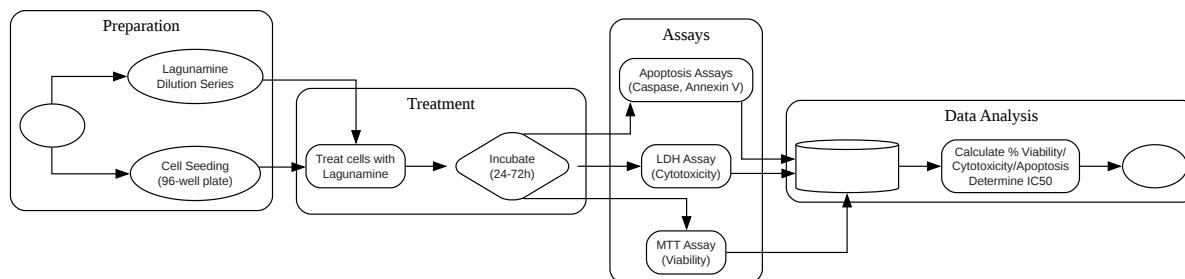 Preparation
Lagunamine
Dilution Series
Cell Seeding
(96-well plate)
Treatment
Treat cells with
Lagunamine
Incubate
(24-72h)
Assays
Apoptosis Assays
(Caspase, Annexin V)
LDH Assay
(Cytotoxicity)
MTT Assay
(Viability)
Data Analysis
Calculate % Viability/
Cytotoxicity/Apoptosis
Determine IC50